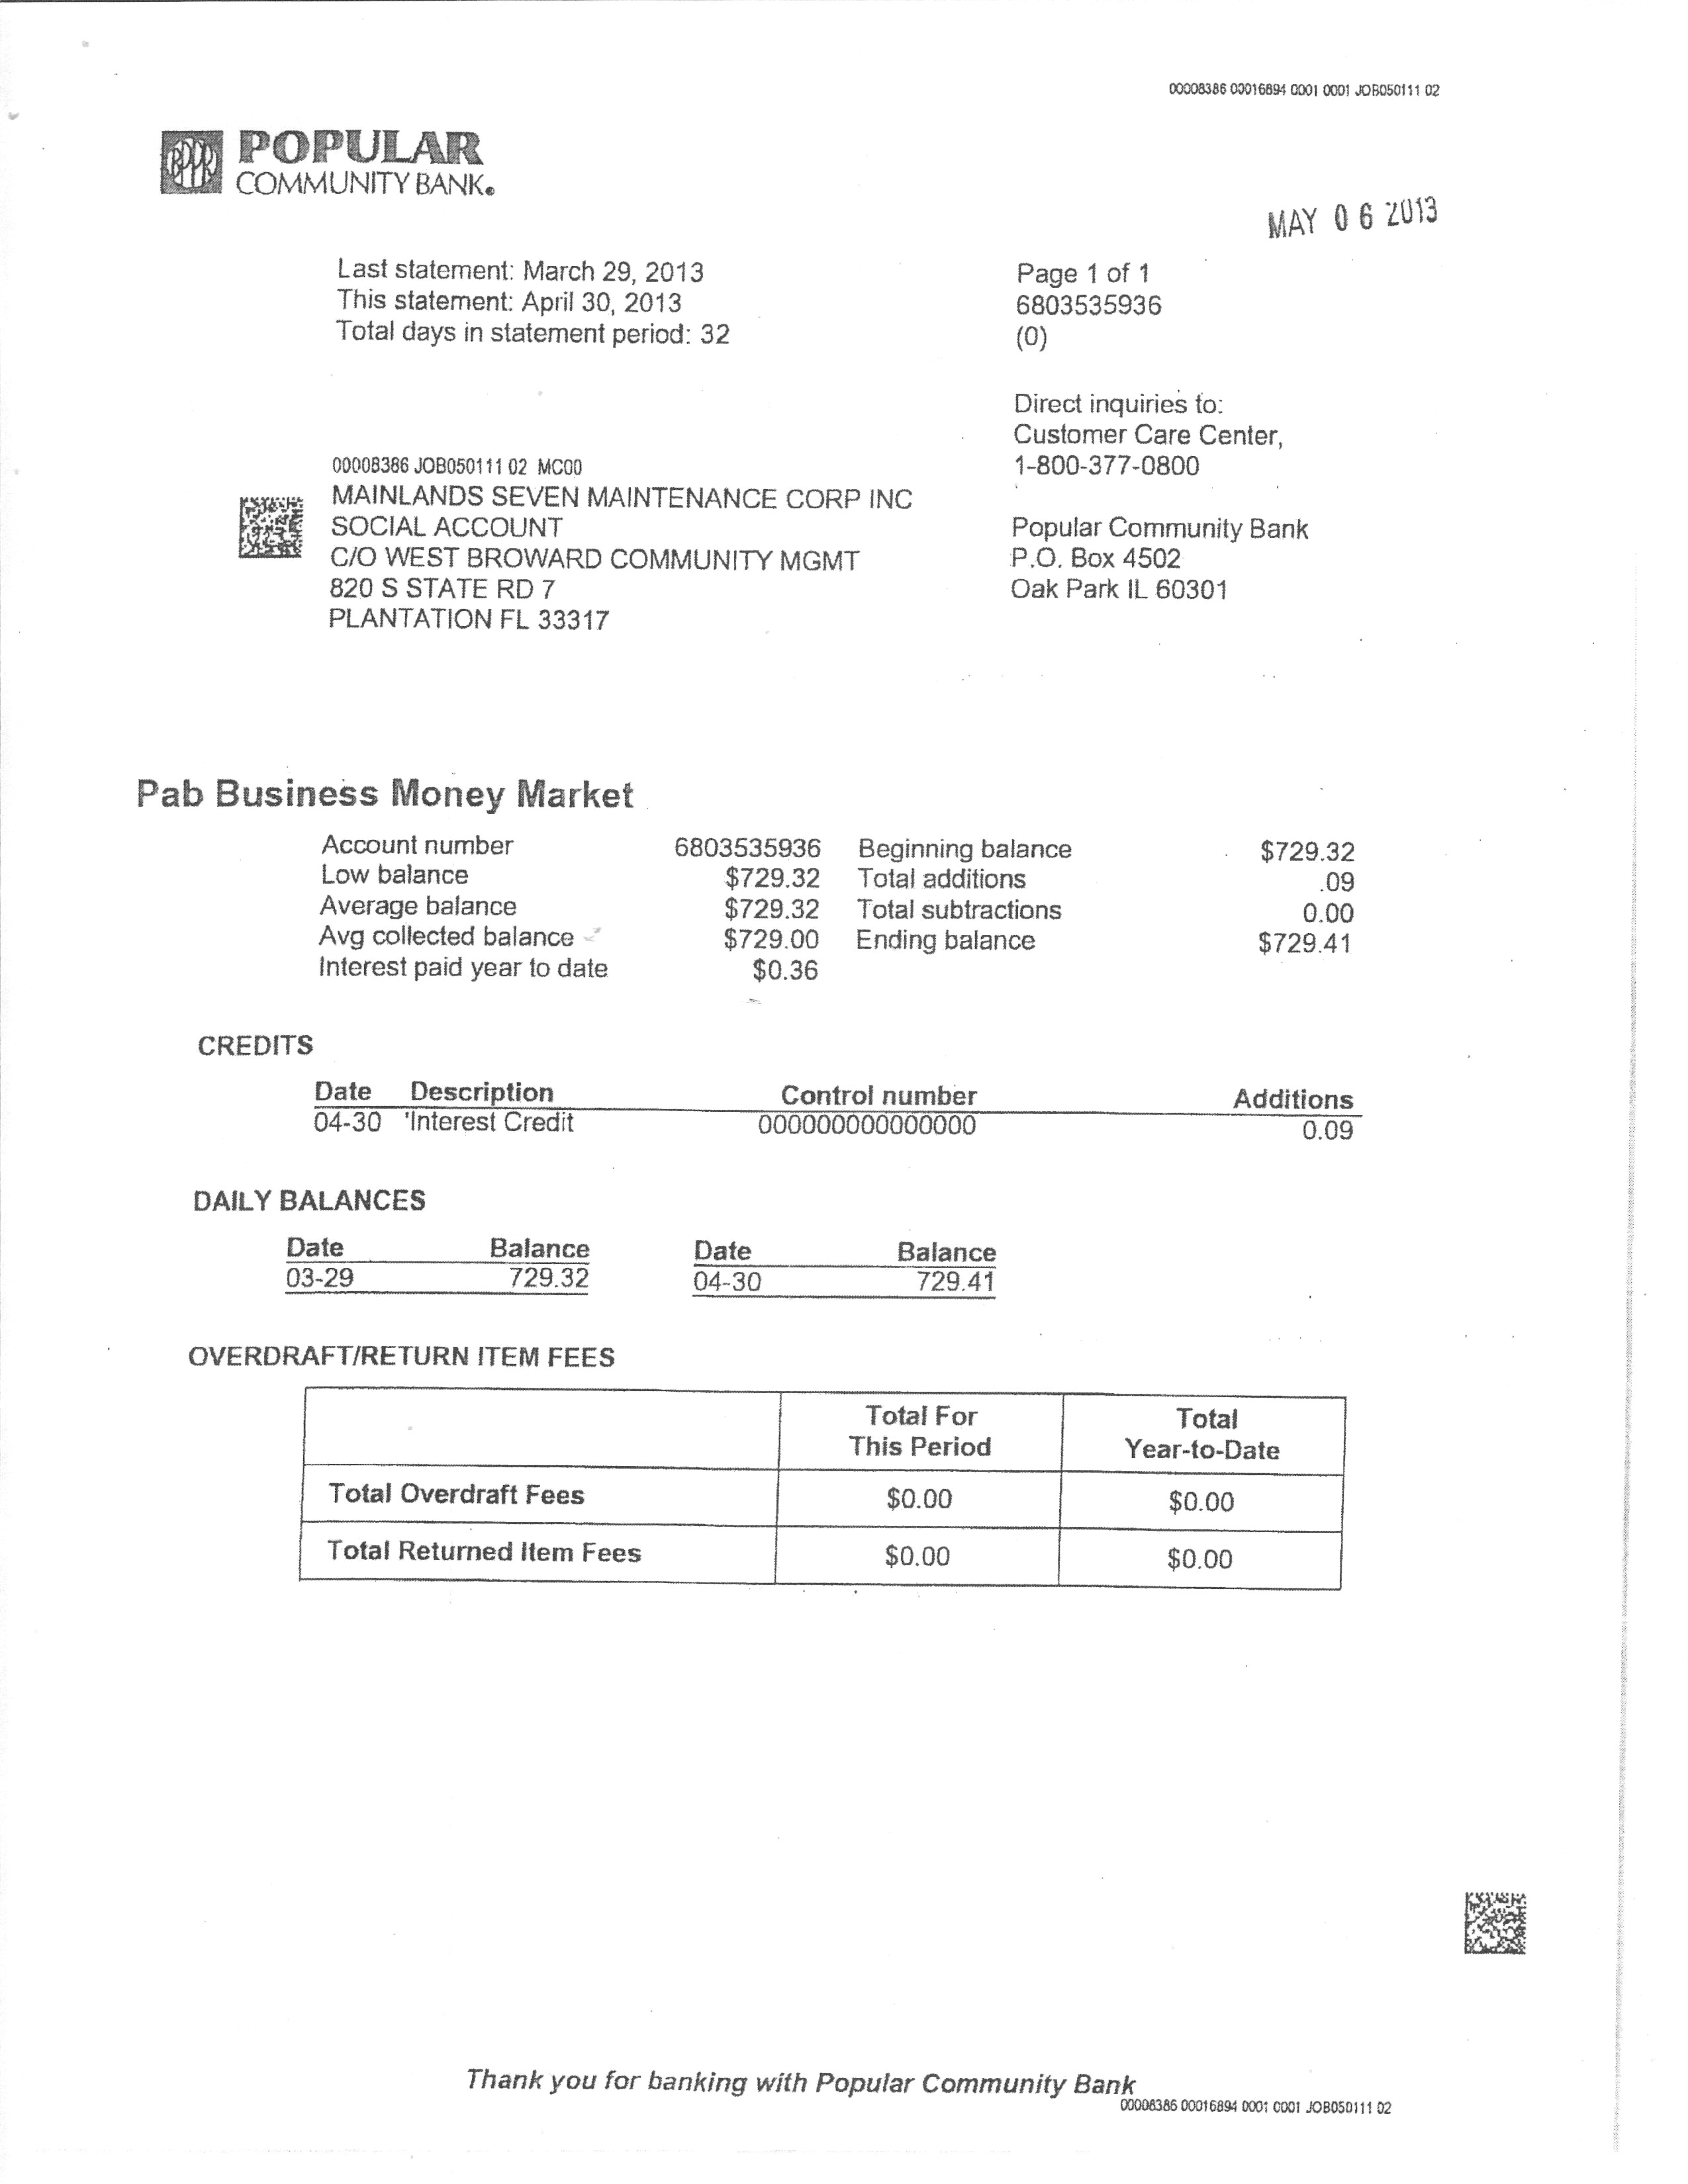 00008386 00016894 0001 0001 JOB050111 02
POPULAR
COMMUNITY BANK.
MAY 06 2013
Last statement: March 29, 2013
This statement: April 30, 2013
Total days in statement period: 32
Page 1 of 1
6803535936
(0)
Direct inquiries to:
Customer Care Center,
1-800-377-0800
Popular Community Bank
P.O. Box 4502
Oak Park IL 60301
00008386 JOB050111 02 MC00
MAINLANDS SEVEN MAINTENANCE CORP INC
SOCIAL ACCOUNT
C/O WEST BROWARD COMMUNITY MGMT
820 S STATE RD 7
PLANTATION FL 33317
Pab Business Money Market
Account number 6803535936 Beginning balance $729.32
Low balance $729.32 Total additions .09
Average balance $729.32 Total subtractions 0.00
Avg collected balance $729.00 Ending balance $729.41
Interest paid year to date $0.36
CREDITS
Date Description Control number Additions
04-30 'Interest Credit 000000000000000 0.09
DAILY BALANCES
Date Balance Date Balance
03-29 729.32 04-30 729.41
OVERDRAFT/RETURN ITEM FEES
Total For Total
This Period Year-to-Date
Total Overdraft Fees $0.00 $0.00
Total Returned Item Fees $0.00 $0.00
Thank you for banking with Popular Community Bank
00008386 00016894 0001 0001 JOB050111 02